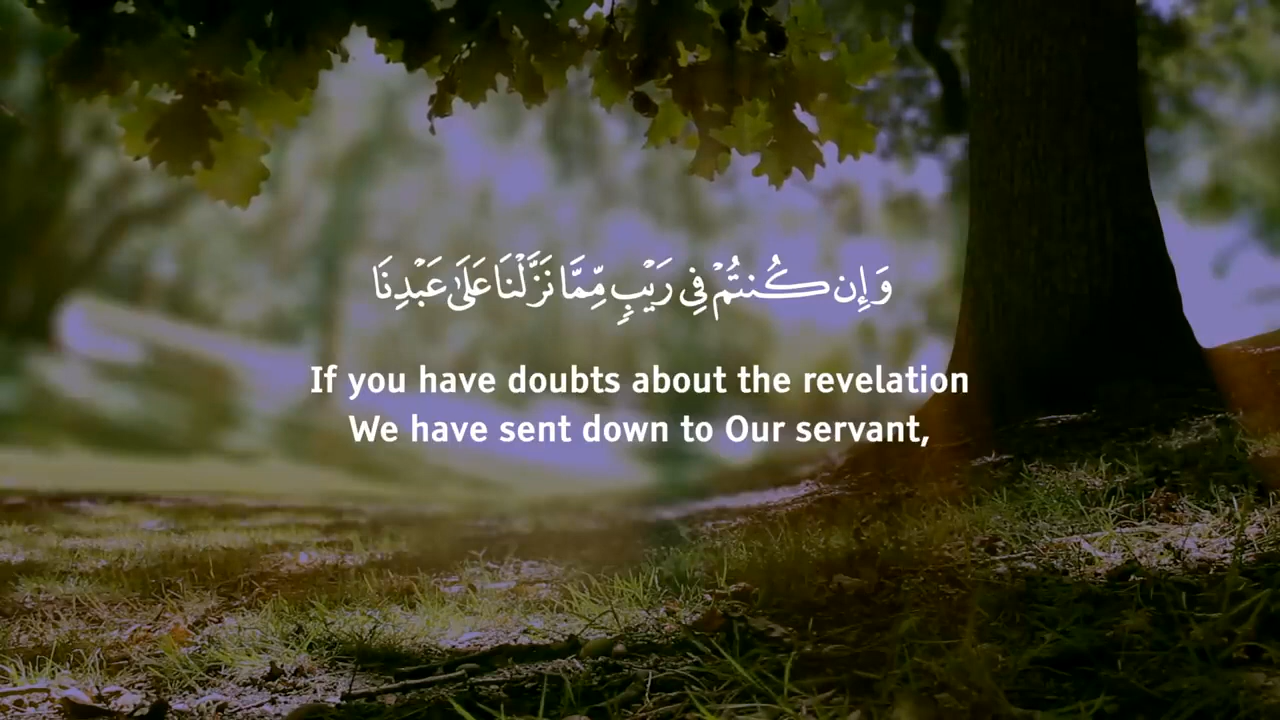 وَإِن كُنتُمْ فِى رَيْبٍ مِّمَّا نَزَّلْنَا عَلَىٰ عَبْدِنَا
If you have doubts about the revelation
We have sent down to Our servant,